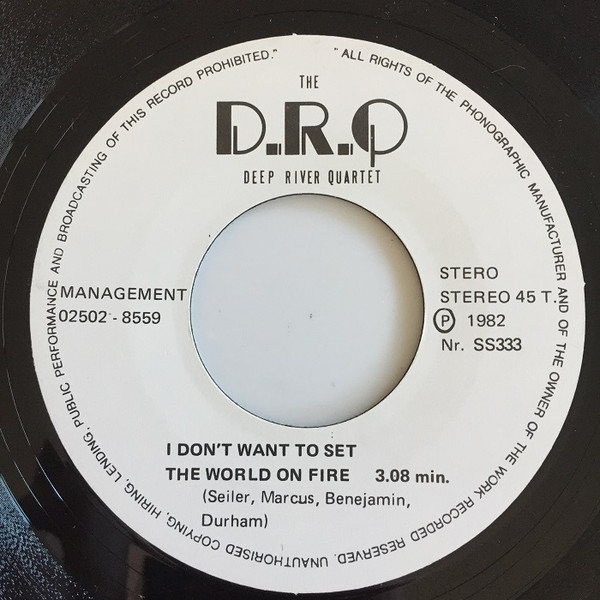 "ALL RIGHTS OF THE PHONOGRAPHIC MANUFACTURER AND OF THE OWNER OF THE WORK RECORDED RESERVED. UNAUTHORISED COPYING, HIRING, LENDING, PUBLIC PERFORMANCE AND BROADCASTING OF THIS RECORD PROHIBITED."
THE
D.R.Q
DEEP RIVER QUARTET
MANAGEMENT
02502-8559
STERO
STEREO 45 T.
Ⓟ 1982
Nr. SS333
I DON'T WANT TO SET
THE WORLD ON FIRE 3.08 min.
(Seiler, Marcus, Benejamin,
Durham)